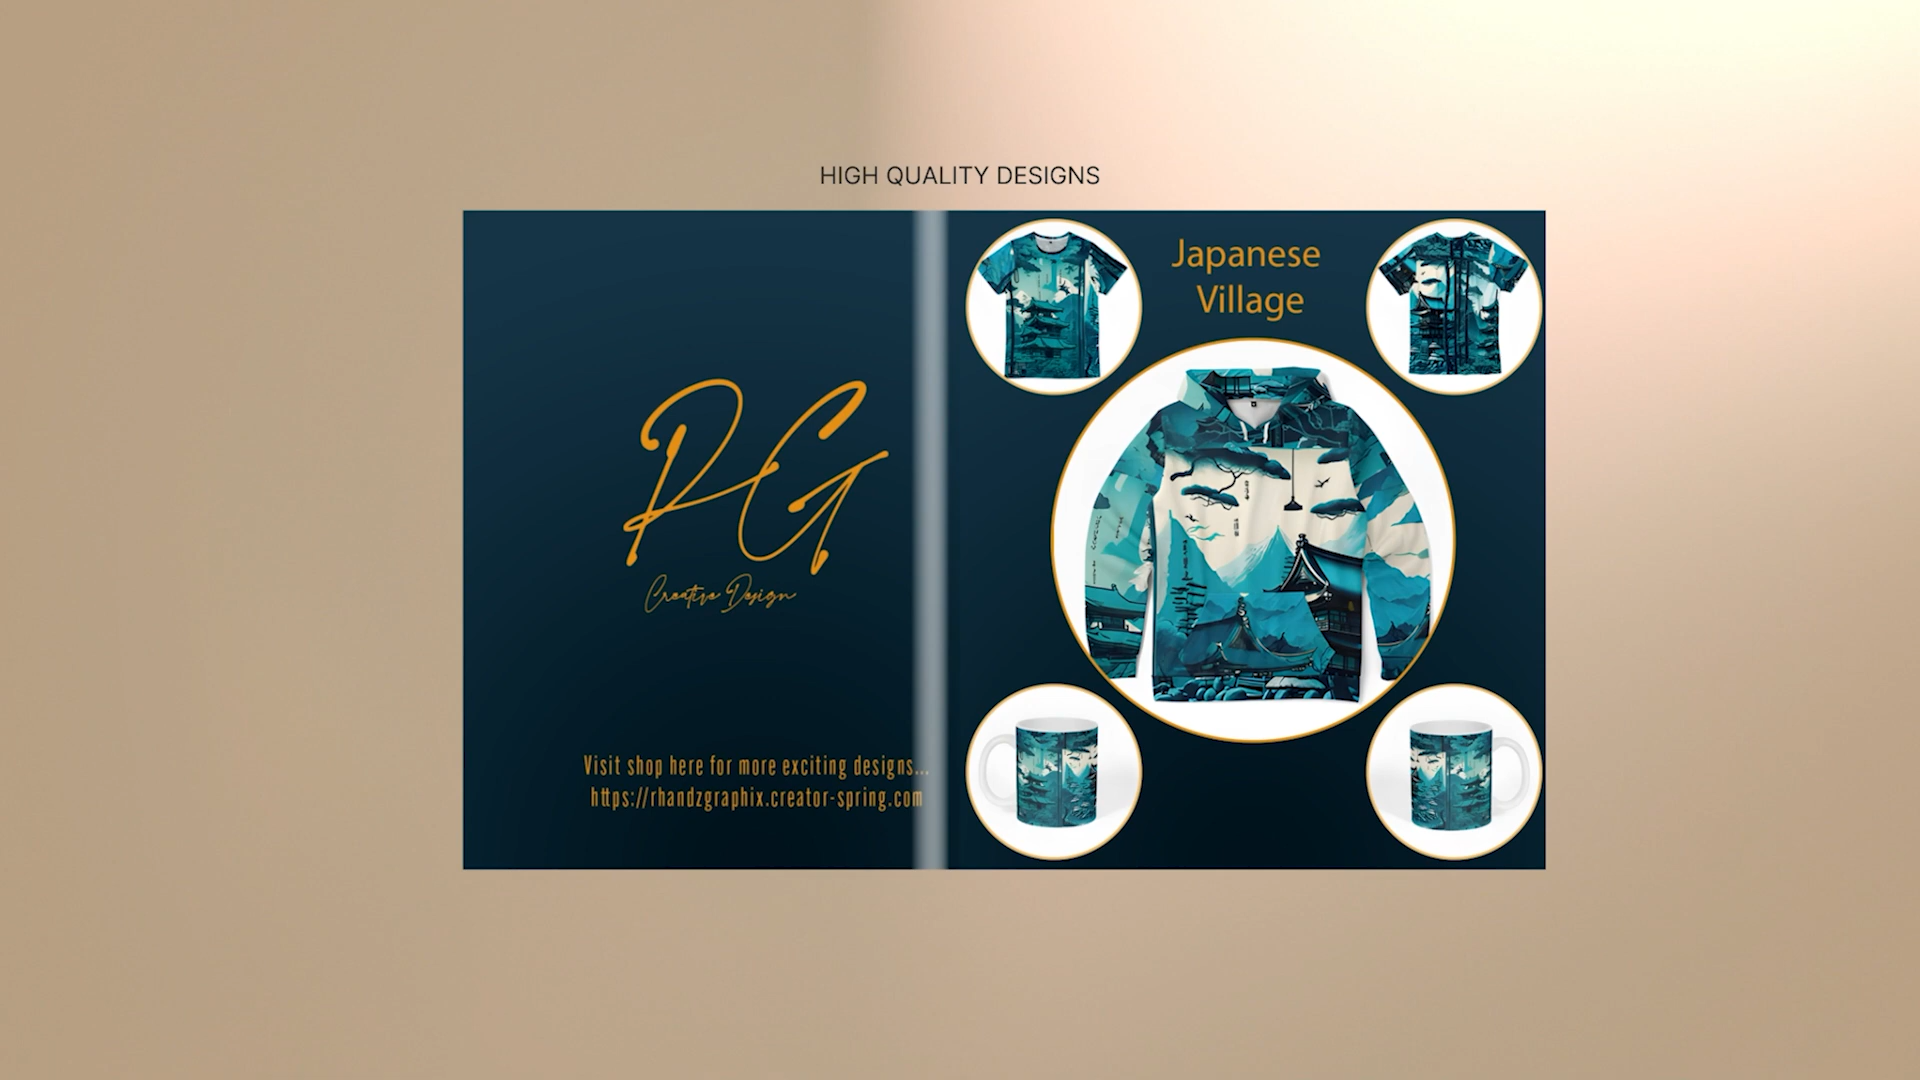 HIGH QUALITY DESIGNS
RG
Creative Design
Visit shop here for more exciting designs...
https://rhandzgraphix.creator-spring.com
Japanese
Village